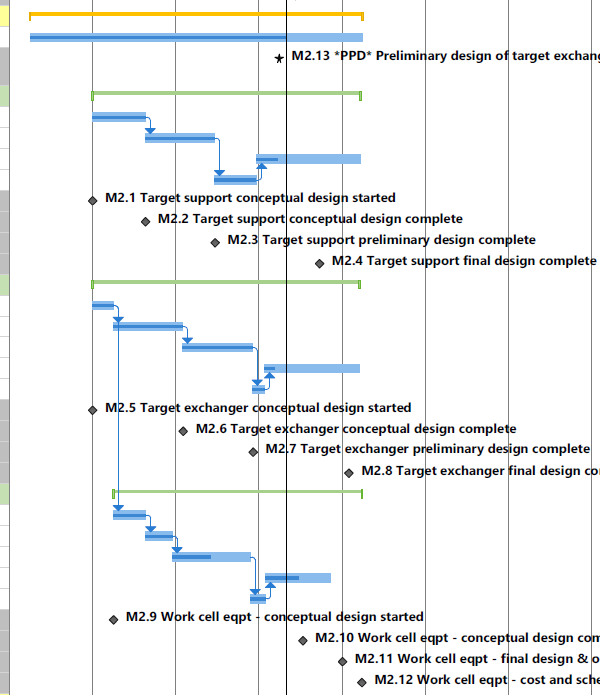 M2.13 *PPD* Preliminary design of target exchan
M2.1 Target support conceptual design started
M2.2 Target support conceptual design complete
M2.3 Target support preliminary design complete
M2.4 Target support final design complete
M2.5 Target exchanger conceptual design started
M2.6 Target exchanger conceptual design complete
M2.7 Target exchanger preliminary design complete
M2.8 Target exchanger final design co
M2.9 Work cell eqpt - conceptual design started
M2.10 Work cell eqpt - conceptual design com
M2.11 Work cell eqpt - final design & o
M2.12 Work cell eqpt - cost and sche